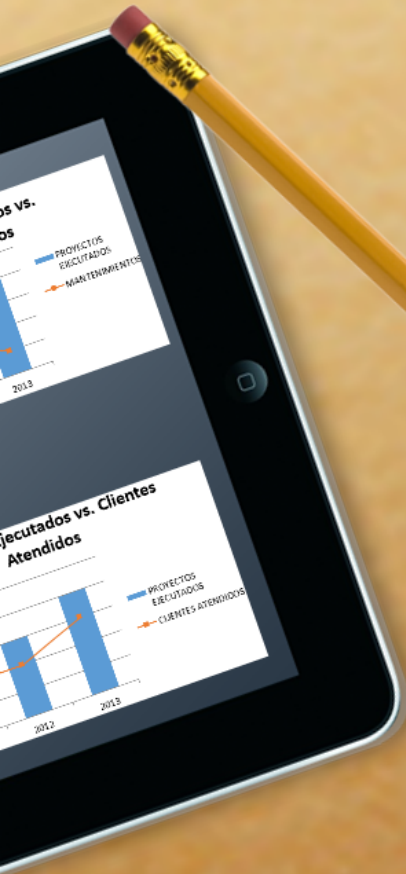 os vs.
os
PROYECTOS
EJECUTADOS
MANTENIMIENTOS
2013
jecutados vs. Clientes
Atendidos
PROYECTOS
EJECUTADOS
CLIENTES ATENDIDOS
2012
2013